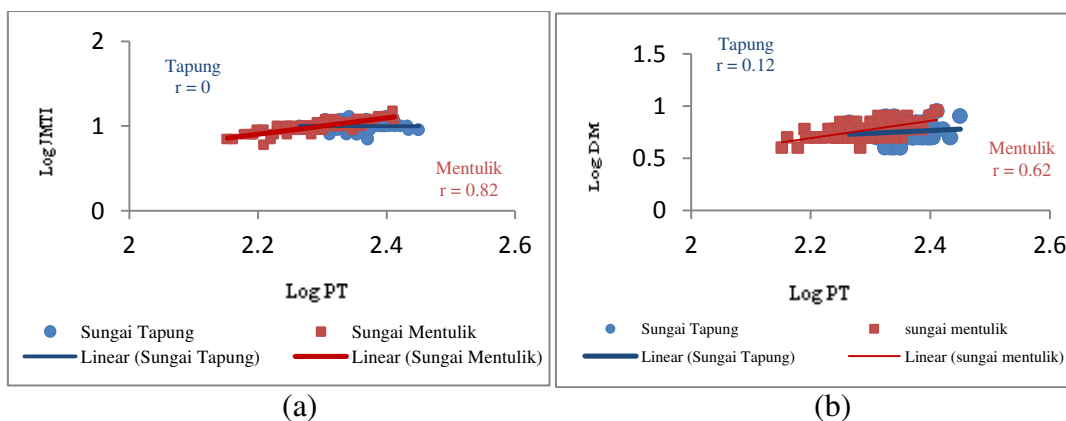 2
1
0
Log JMTI
Tapung
r = 0
Mentulik
r = 0.82
2
2.2
2.4
2.6
Log PT
Sungai Tapung
Sungai Mentulik
Linear (Sungai Tapung)
Linear (Sungai Mentulik)
(a)
1.5
1
0.5
0
Log DM
Tapung
r = 0.12
Mentulik
r = 0.62
2
2.2
2.4
2.6
Log PT
Sungai Tapung
sungai mentulik
Linear (Sungai Tapung)
Linear (sungai mentulik)
(b)